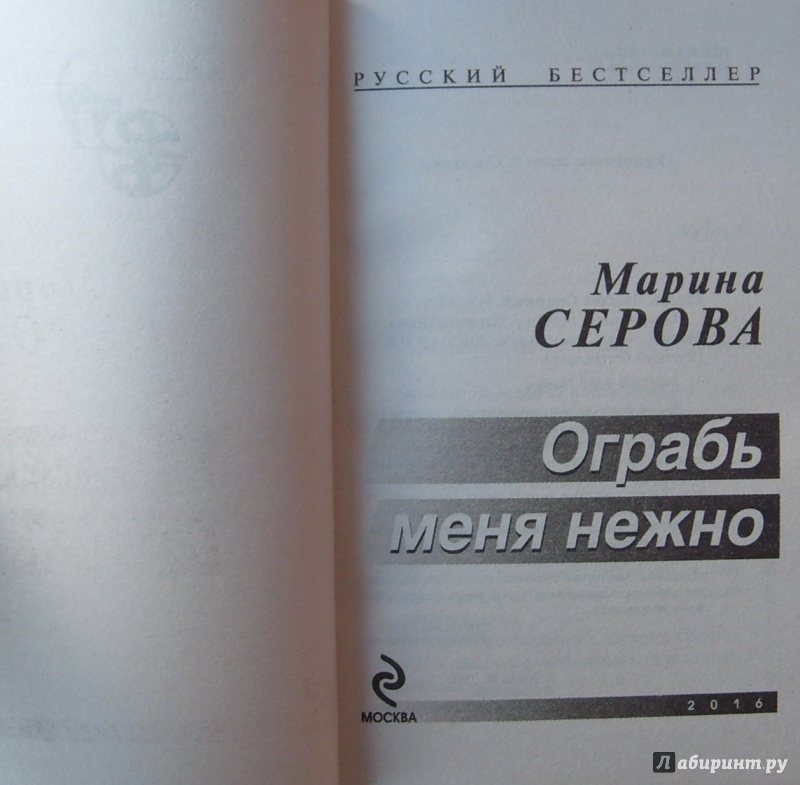 РУССКИЙ БЕСТСЕЛЛЕР
Марина
СЕРОВА
Ограбь
меня нежно
МОСКВА
2016
Лабиринт.ру